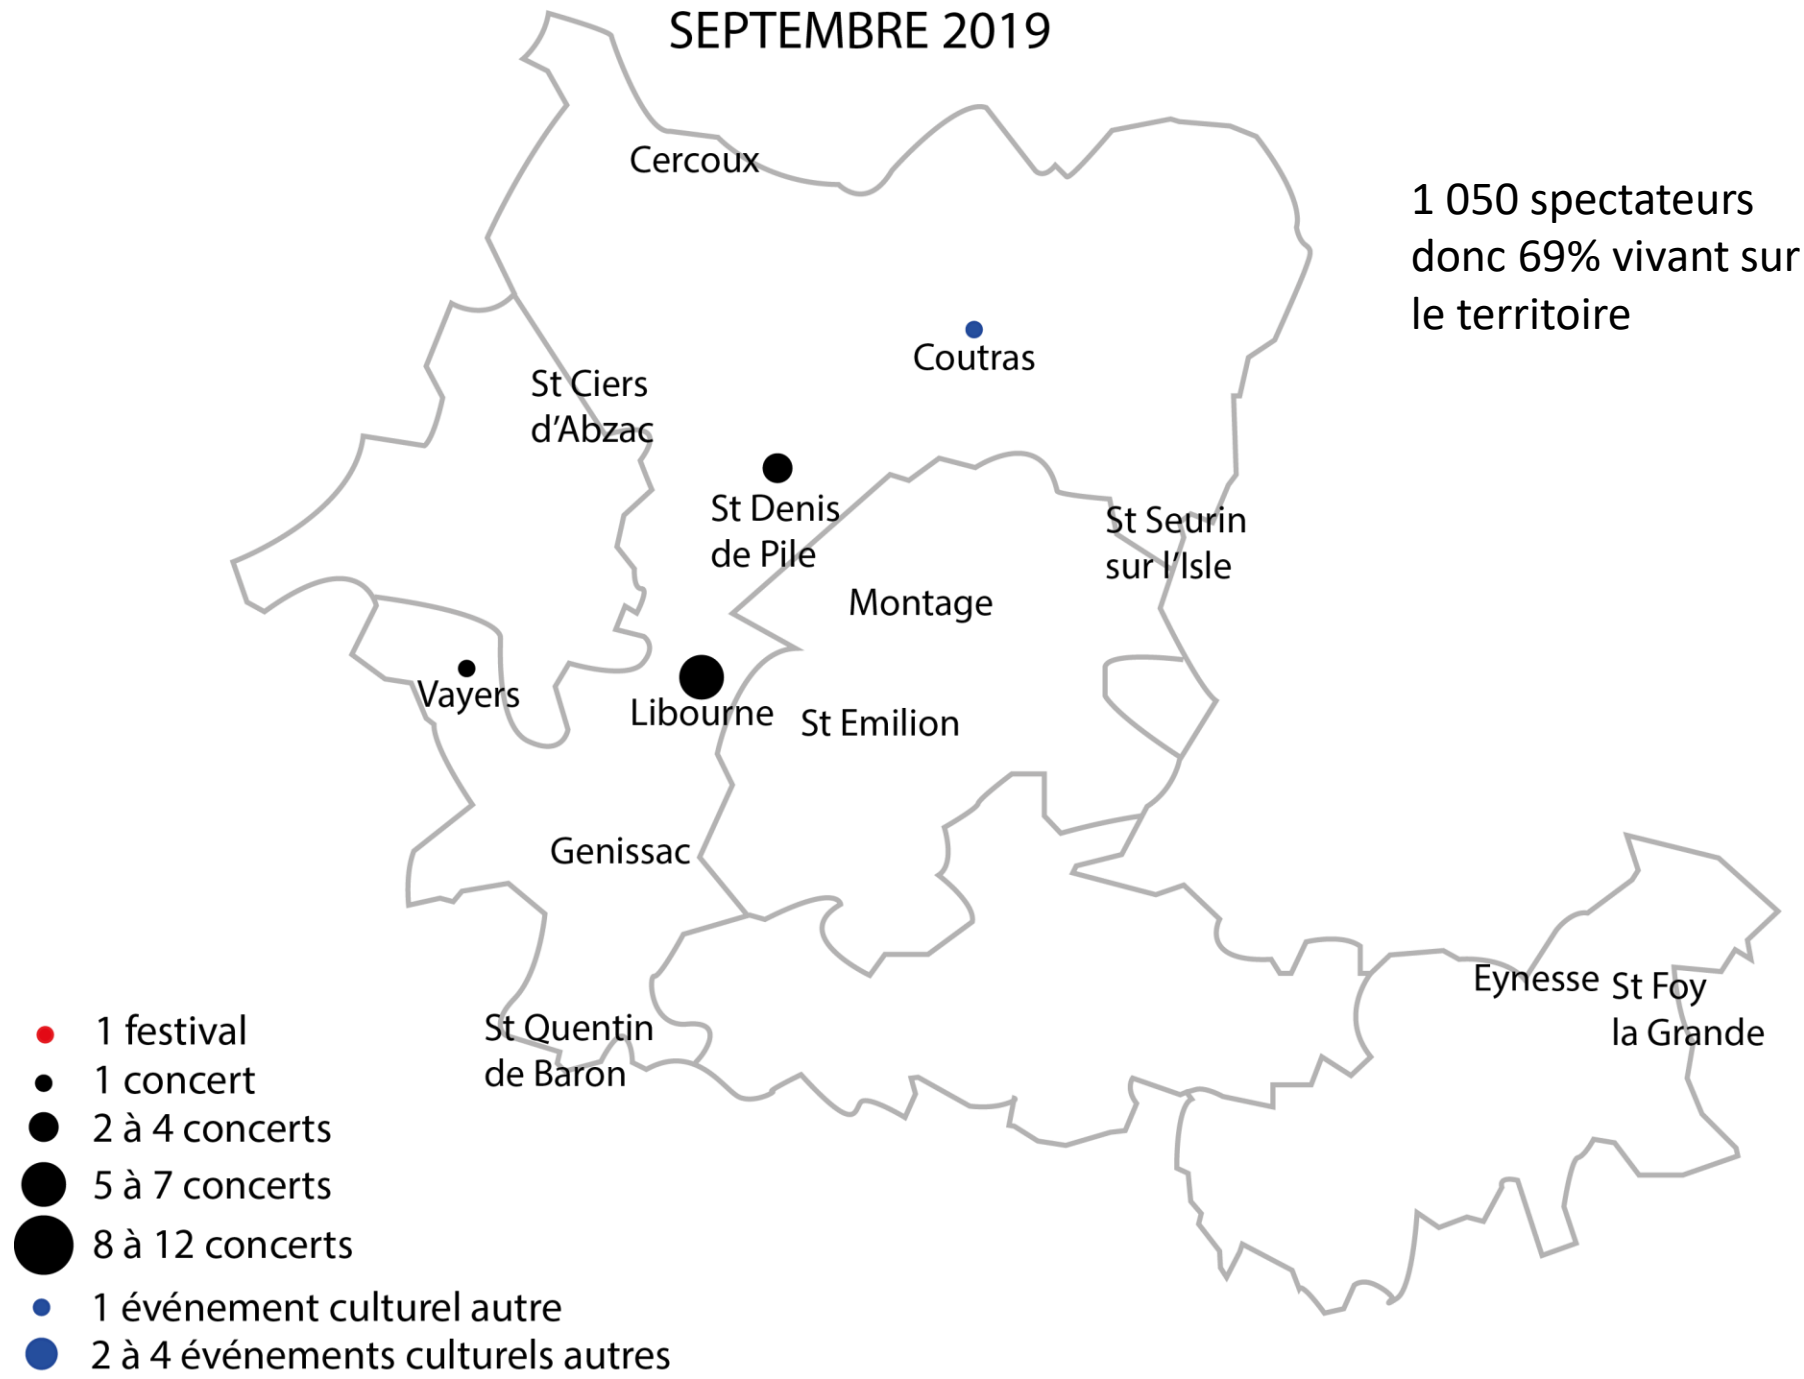 SEPTEMBRE 2019
Cercoux
1 050 spectateurs
donc 69% vivant sur
le territoire
Coutras
St Ciers
d'Abzac
St Denis
de Pile
St Seurin
sur l'Isle
Montage
Vayers
Libourne
St Emilion
Genissac
Eynesse
St Foy
la Grande
St Quentin
de Baron
1 festival
1 concert
2 à 4 concerts
5 à 7 concerts
8 à 12 concerts
1 événement culturel autre
2 à 4 événements culturels autres